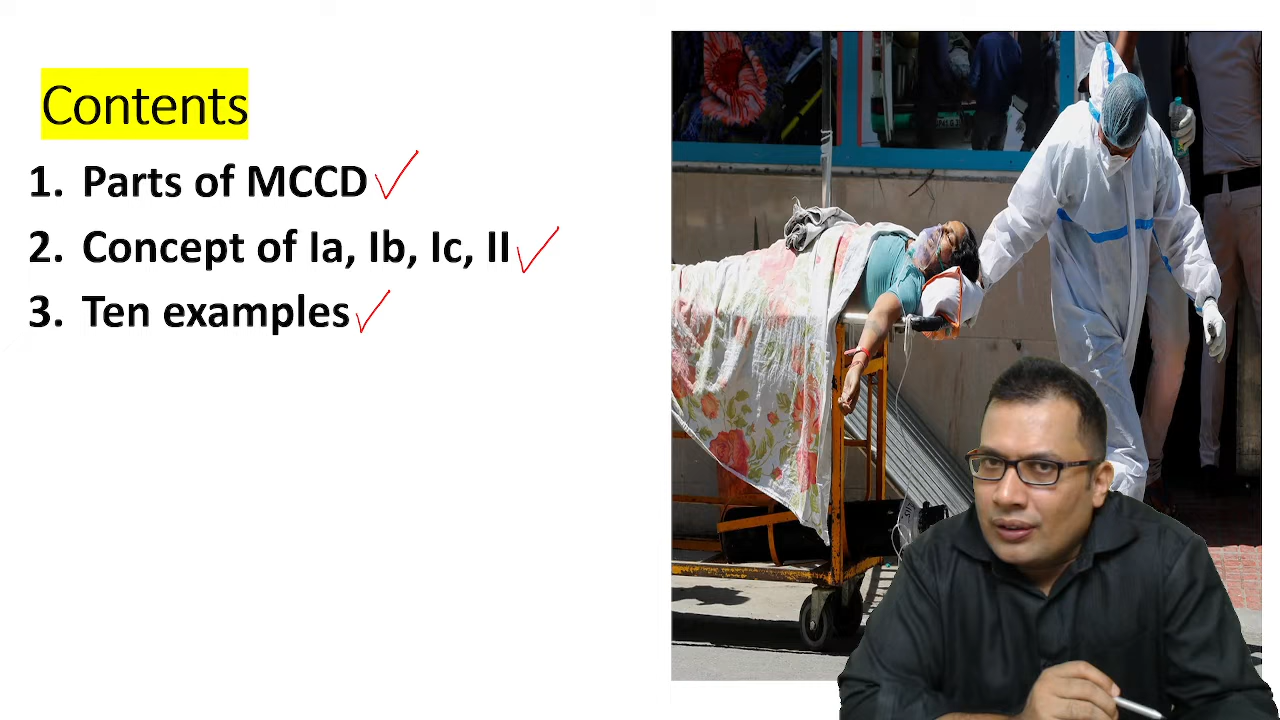 Contents
1. Parts of MCCD
2. Concept of Ia, Ib, Ic, II
3. Ten examples